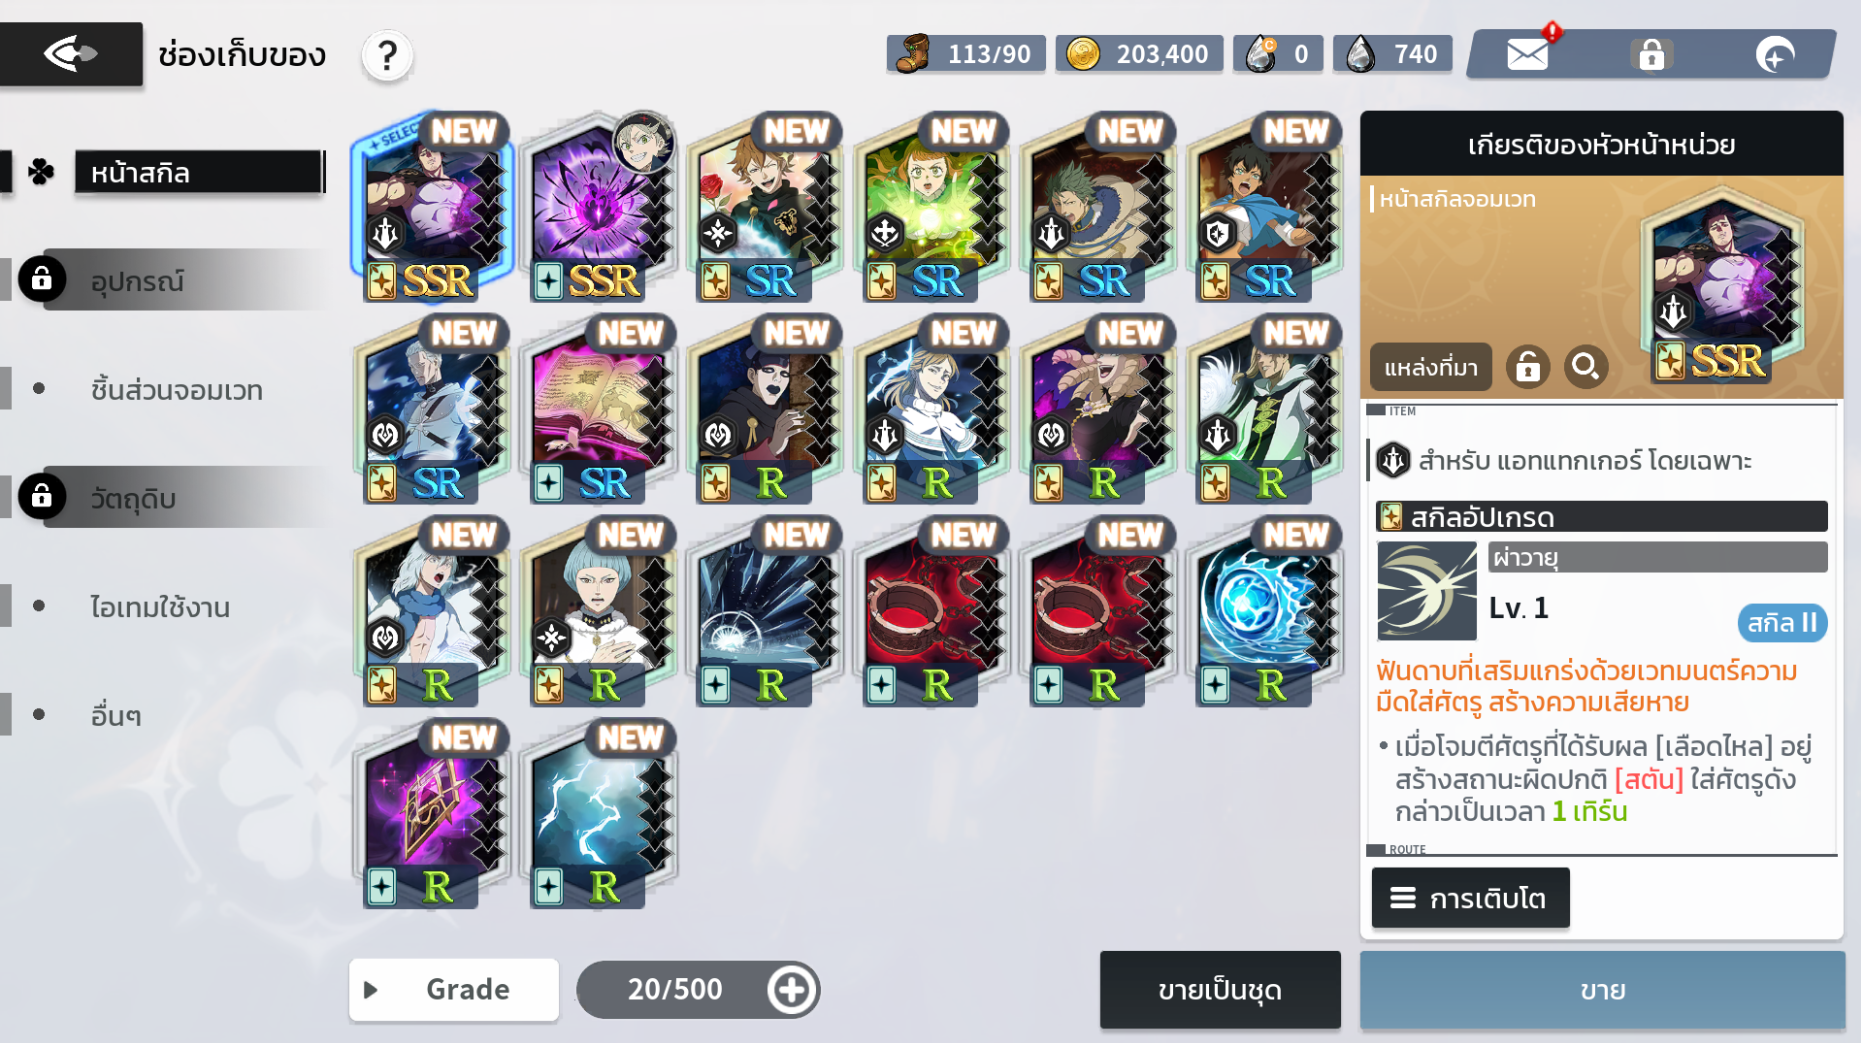 ช่องเก็บของ
?
113/90
203,400
0
740
หน้าสกิล
อุปกรณ์
ชิ้นส่วนจอมเวท
วัตถุดิบ
ไอเทมใช้งาน
อื่นๆ
NEW NEW NEW NEW NEW
SSR SSR SR SR SR SR
NEW NEW NEW NEW NEW NEW
SR SR R R R R
NEW NEW NEW NEW NEW NEW
R R R R R R
NEW NEW
R R
Grade
20/500
ขายเป็นชุด
เกียรติของหัวหน้าหน่วย
หน้าสกิลจอมเวท
SSR
แหล่งที่มา
ITEM
สำหรับ แอทแทกเกอร์ โดยเฉพาะ
สกิลอัปเกรด
ผ่าวายุ
Lv. 1
สกิล II
ฟันดาบที่เสริมแกร่งด้วยเวทมนตร์ความ
มืดใส่ศัตรู สร้างความเสียหาย
• เมื่อโจมตีศัตรูที่ได้รับผล [เลือดไหล] อยู่
สร้างสถานะผิดปกติ [สตัน] ใส่ศัตรูดัง
กล่าวเป็นเวลา 1 เทิร์น
ROUTE
การเติบโต
ขาย